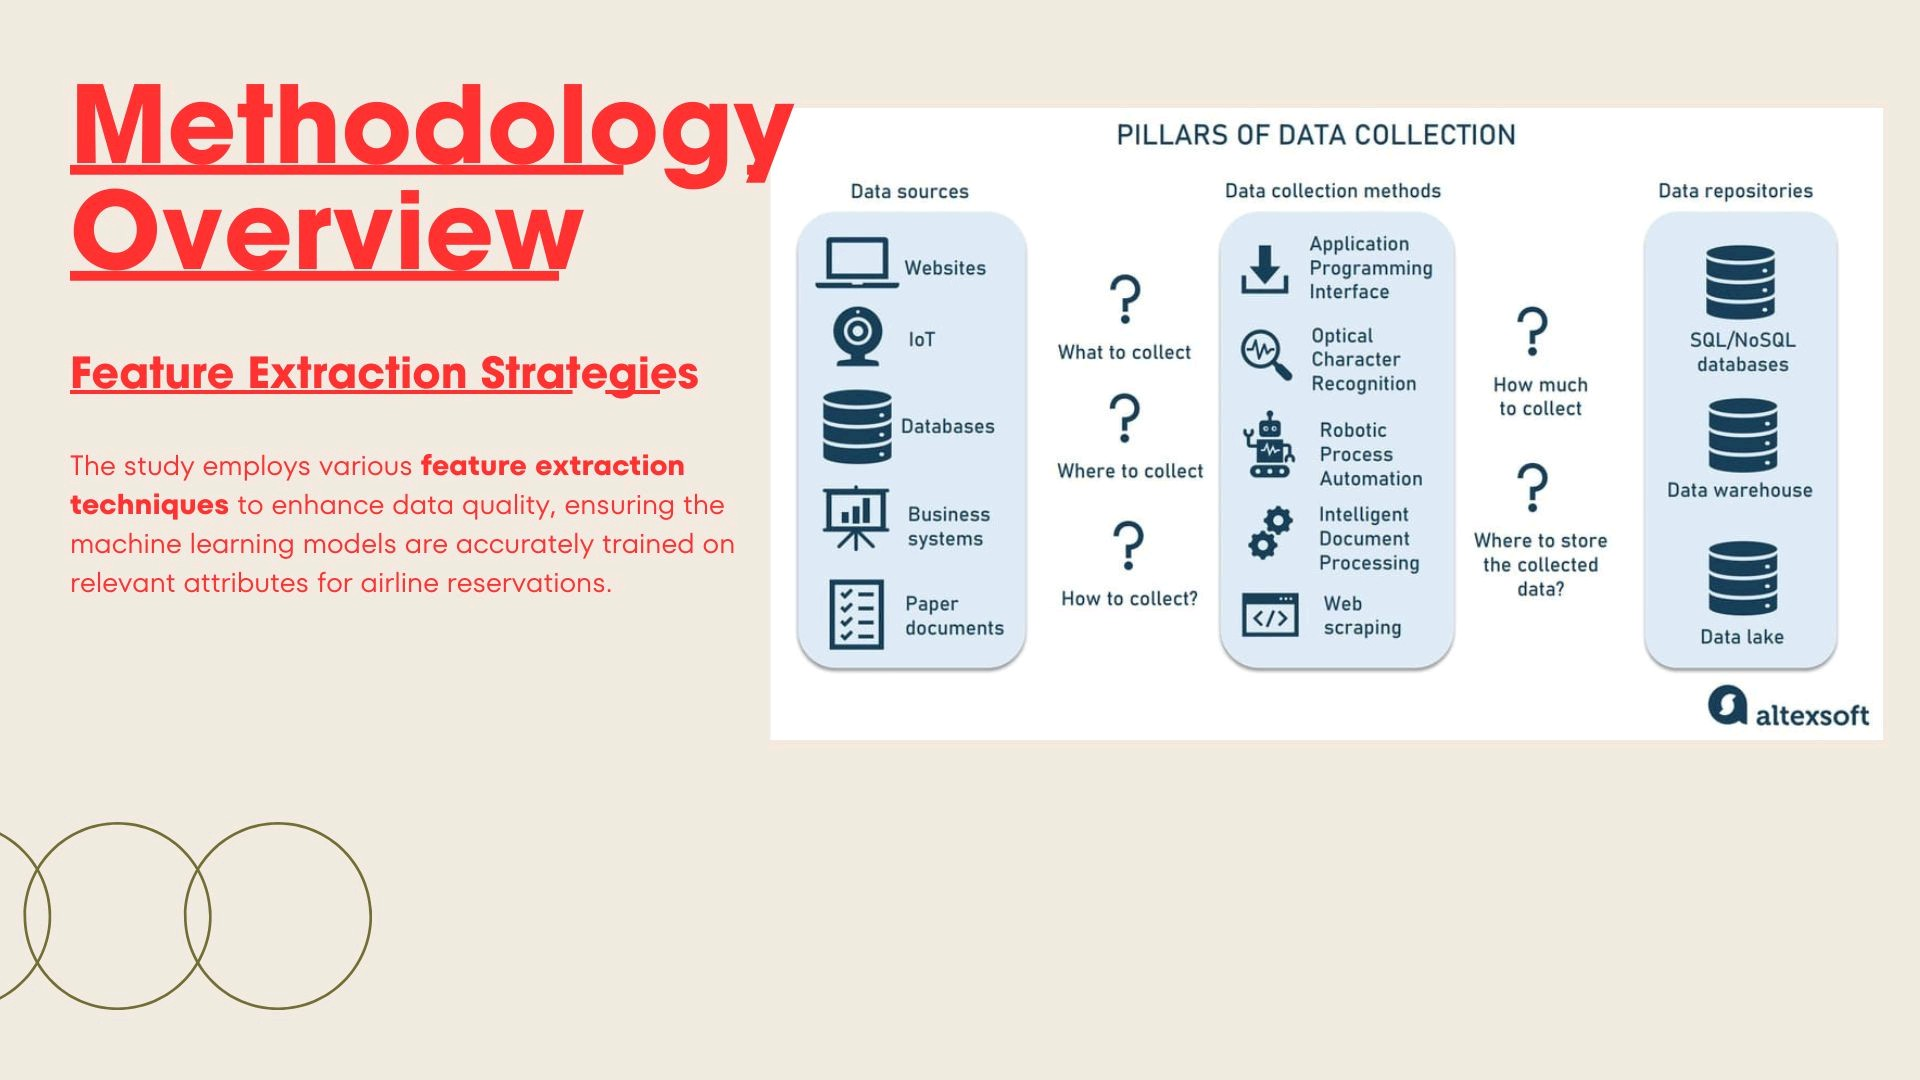 Methodology
Overview
Feature Extraction Strategies
The study employs various feature extraction
techniques to enhance data quality, ensuring the
machine learning models are accurately trained on
relevant attributes for airline reservations.
PILLARS OF DATA COLLECTION
Data sources
Websites
IoT
Databases
Business
systems
Paper
documents
?
What to collect
?
Where to collect
?
How to collect?
Data collection methods
Application
Programming
Interface
Optical
Character
Recognition
Robotic
Process
Automation
Intelligent
Document
Processing
</>
Web
scraping
?
How much
to collect
?
Where to store
the collected
data?
Data repositories
SQL/NoSQL
databases
Data warehouse
Data lake
altexsoft